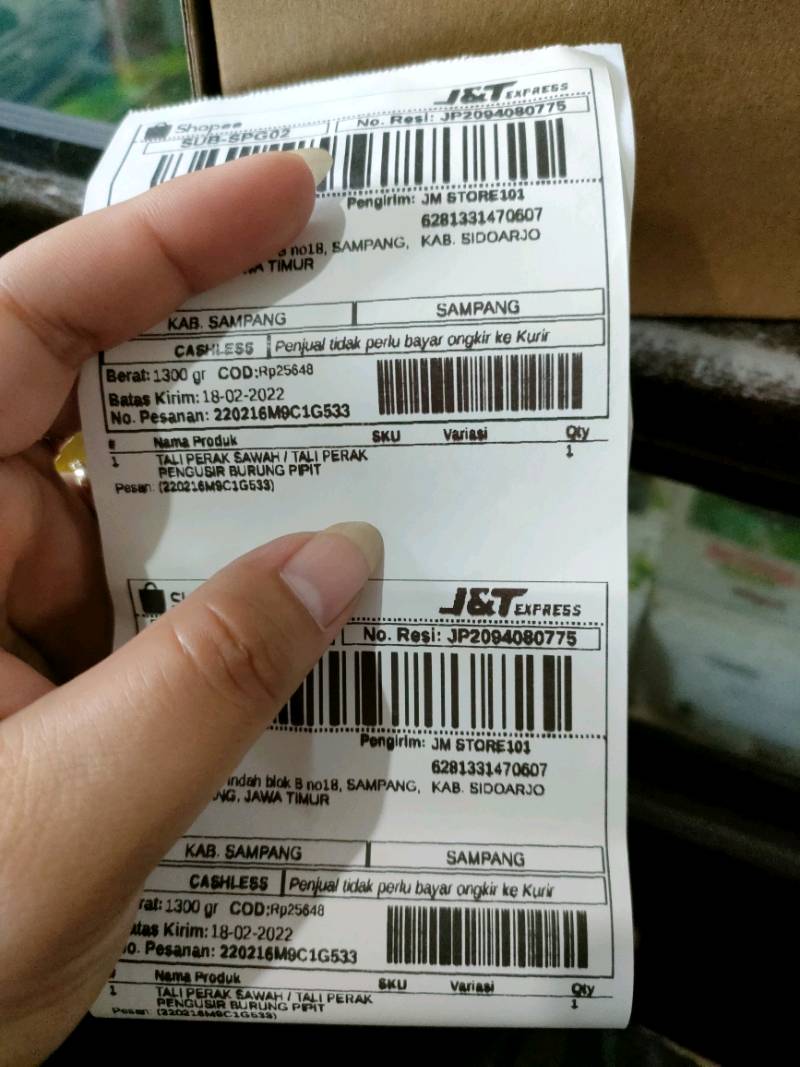 J&T EXPRESS
Shopee
No. Resi: JP2094080775
SUB-SPG02
Pengirim: JM STORE101
6281331470607
no18, SAMPANG, KAB. SIDOARJO
TIMUR
KAB. SAMPANG SAMPANG
CASHLESS Penjual tidak perlu bayar ongkir ke Kurir
Berat: 1300 gr COD:Rp25648
Batas Kirim: 18-02-2022
No. Pesanan: 220216M9C1G533
# Nama Produk SKU Variasi Qty
1 TALI PERAK SAWAH / TALI PERAK 1
PENGUSIR BURUNG PIPIT
Pesan: (220216M9C1G533)
J&T EXPRESS
No. Resi: JP2094080775
Pengirim: JM STORE101
6281331470607
indah blok B no18, SAMPANG, KAB. SIDOARJO
JAWA TIMUR
KAB. SAMPANG SAMPANG
CASHLESS Penjual tidak perlu bayar ongkir ke Kurir
rat: 1300 gr COD:Rp25648
atas Kirim: 18-02-2022
o. Pesanan: 220216M9C1G533
Nama Produk SKU Variasi Qty
1 TALI PERAK SAWAH / TALI PERAK 1
PENGUSIR BURUNG PIPIT
Pesan: (220216M9C1G533)